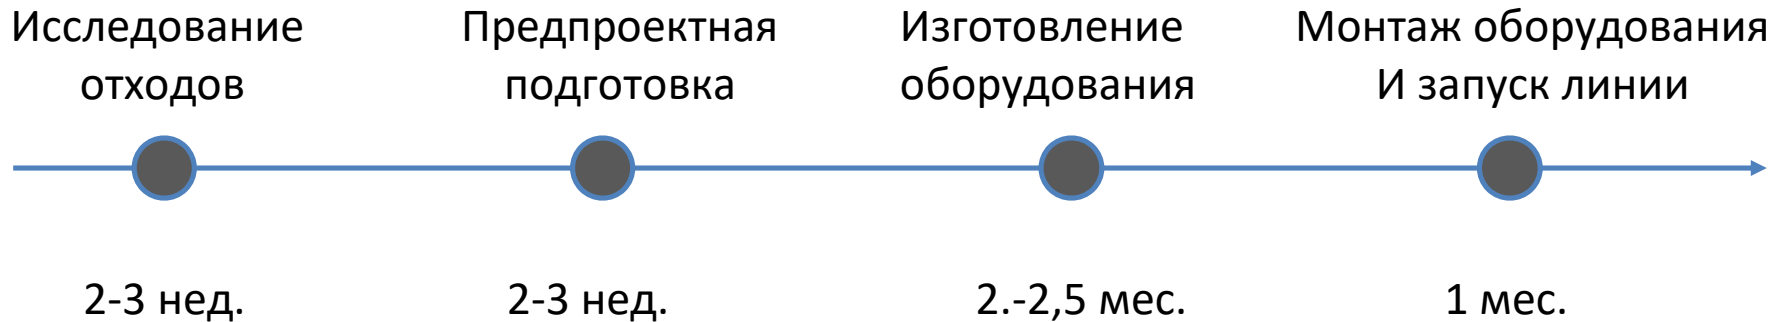 Исследование
отходов
Предпроектная
подготовка
Изготовление
оборудования
Монтаж оборудования
И запуск линии
2-3 нед.
2-3 нед.
2.-2,5 мес.
1 мес.